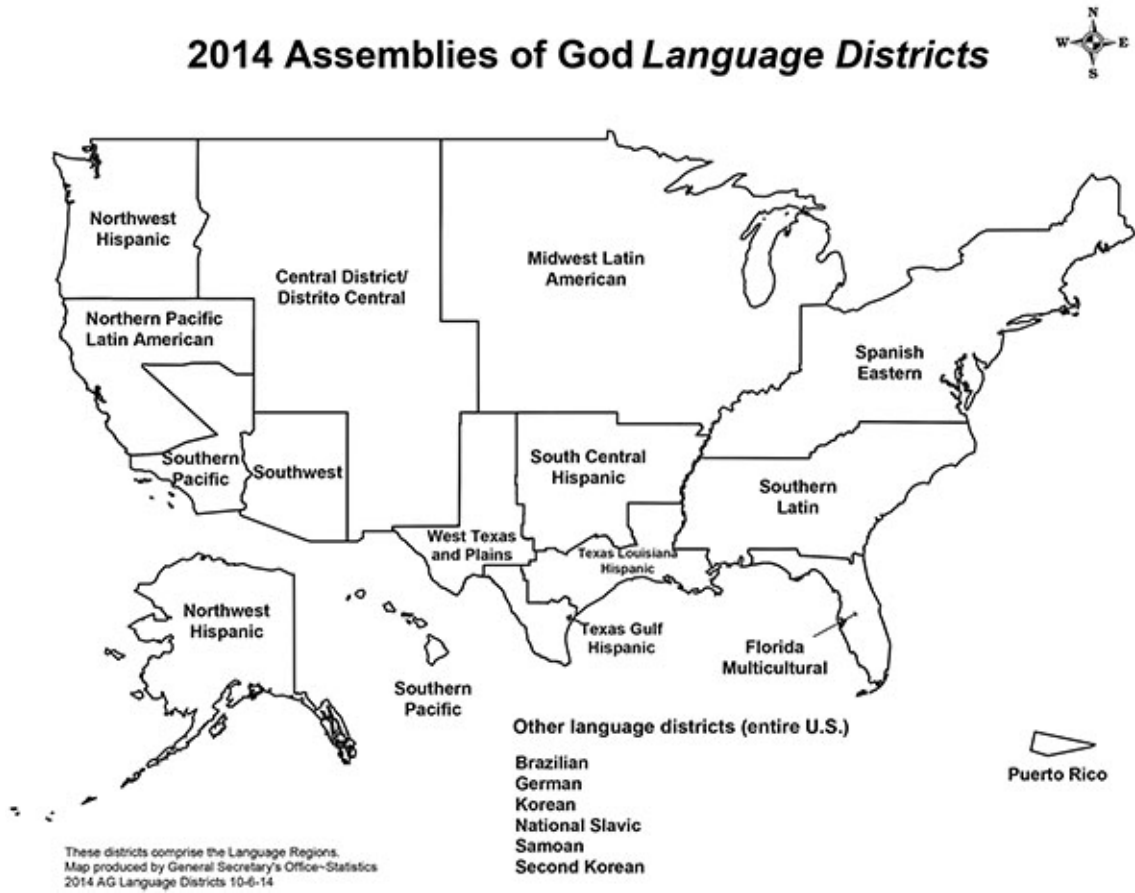 2014 Assemblies of God Language Districts
N
W E
S
Northwest
Hispanic
Central District/
Distrito Central
Midwest Latin
American
Northern Pacific
Latin American
Spanish
Eastern
Southern
Pacific
Southwest
South Central
Hispanic
Southern
Latin
West Texas
and Plains
Texas Louisiana
Hispanic
Northwest
Hispanic
Texas Gulf
Hispanic
Florida
Multicultural
Southern
Pacific
Other language districts (entire U.S.)
Brazilian
German
Korean
National Slavic
Samoan
Second Korean
Puerto Rico
These districts comprise the Language Regions.
Map produced by General Secretary's Office~Statistics
2014 AG Language Districts 10-6-14